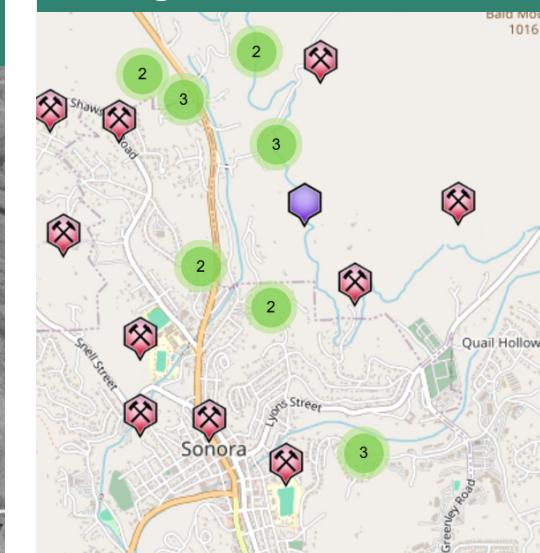 Bald Mou
1016
2
2
3
Shaws
Road
3
2
2
Quail Hollow
Snell Street
Lyons Street
Sonora
3
Greenley Road